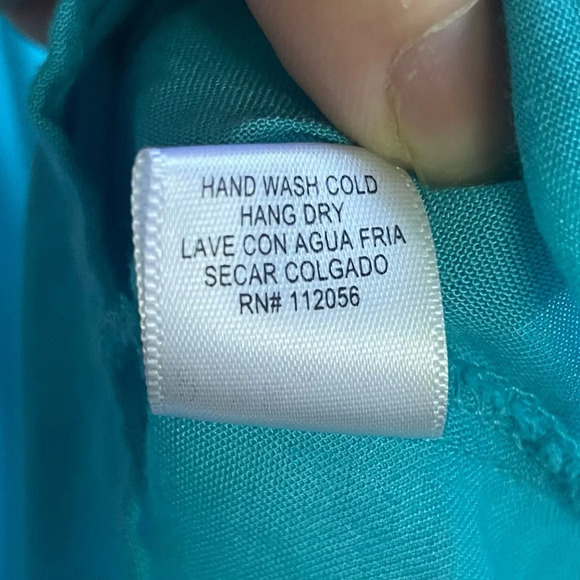 HAND WASH COLD
HANG DRY
LAVE CON AGUA FRIA
SECAR COLGADO
RN# 112056